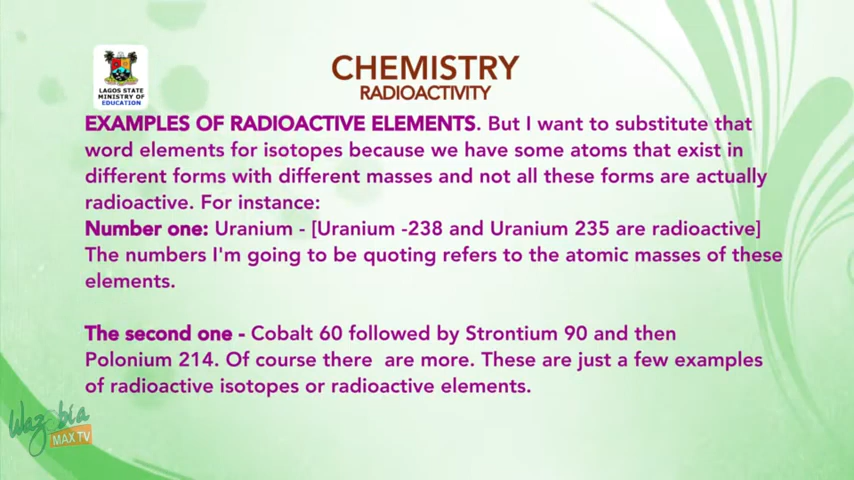 CHEMISTRY
RADIOACTIVITY
LAGOS STATE
MINISTRY OF
EDUCATION
EXAMPLES OF RADIOACTIVE ELEMENTS. But I want to substitute that
word elements for isotopes because we have some atoms that exist in
different forms with different masses and not all these forms are actually
radioactive. For instance:
Number one: Uranium - [Uranium -238 and Uranium 235 are radioactive]
The numbers I'm going to be quoting refers to the atomic masses of these
elements.
The second one - Cobalt 60 followed by Strontium 90 and then
Polonium 214. Of course there are more. These are just a few examples
of radioactive isotopes or radioactive elements.
Wazobia
MAX TV